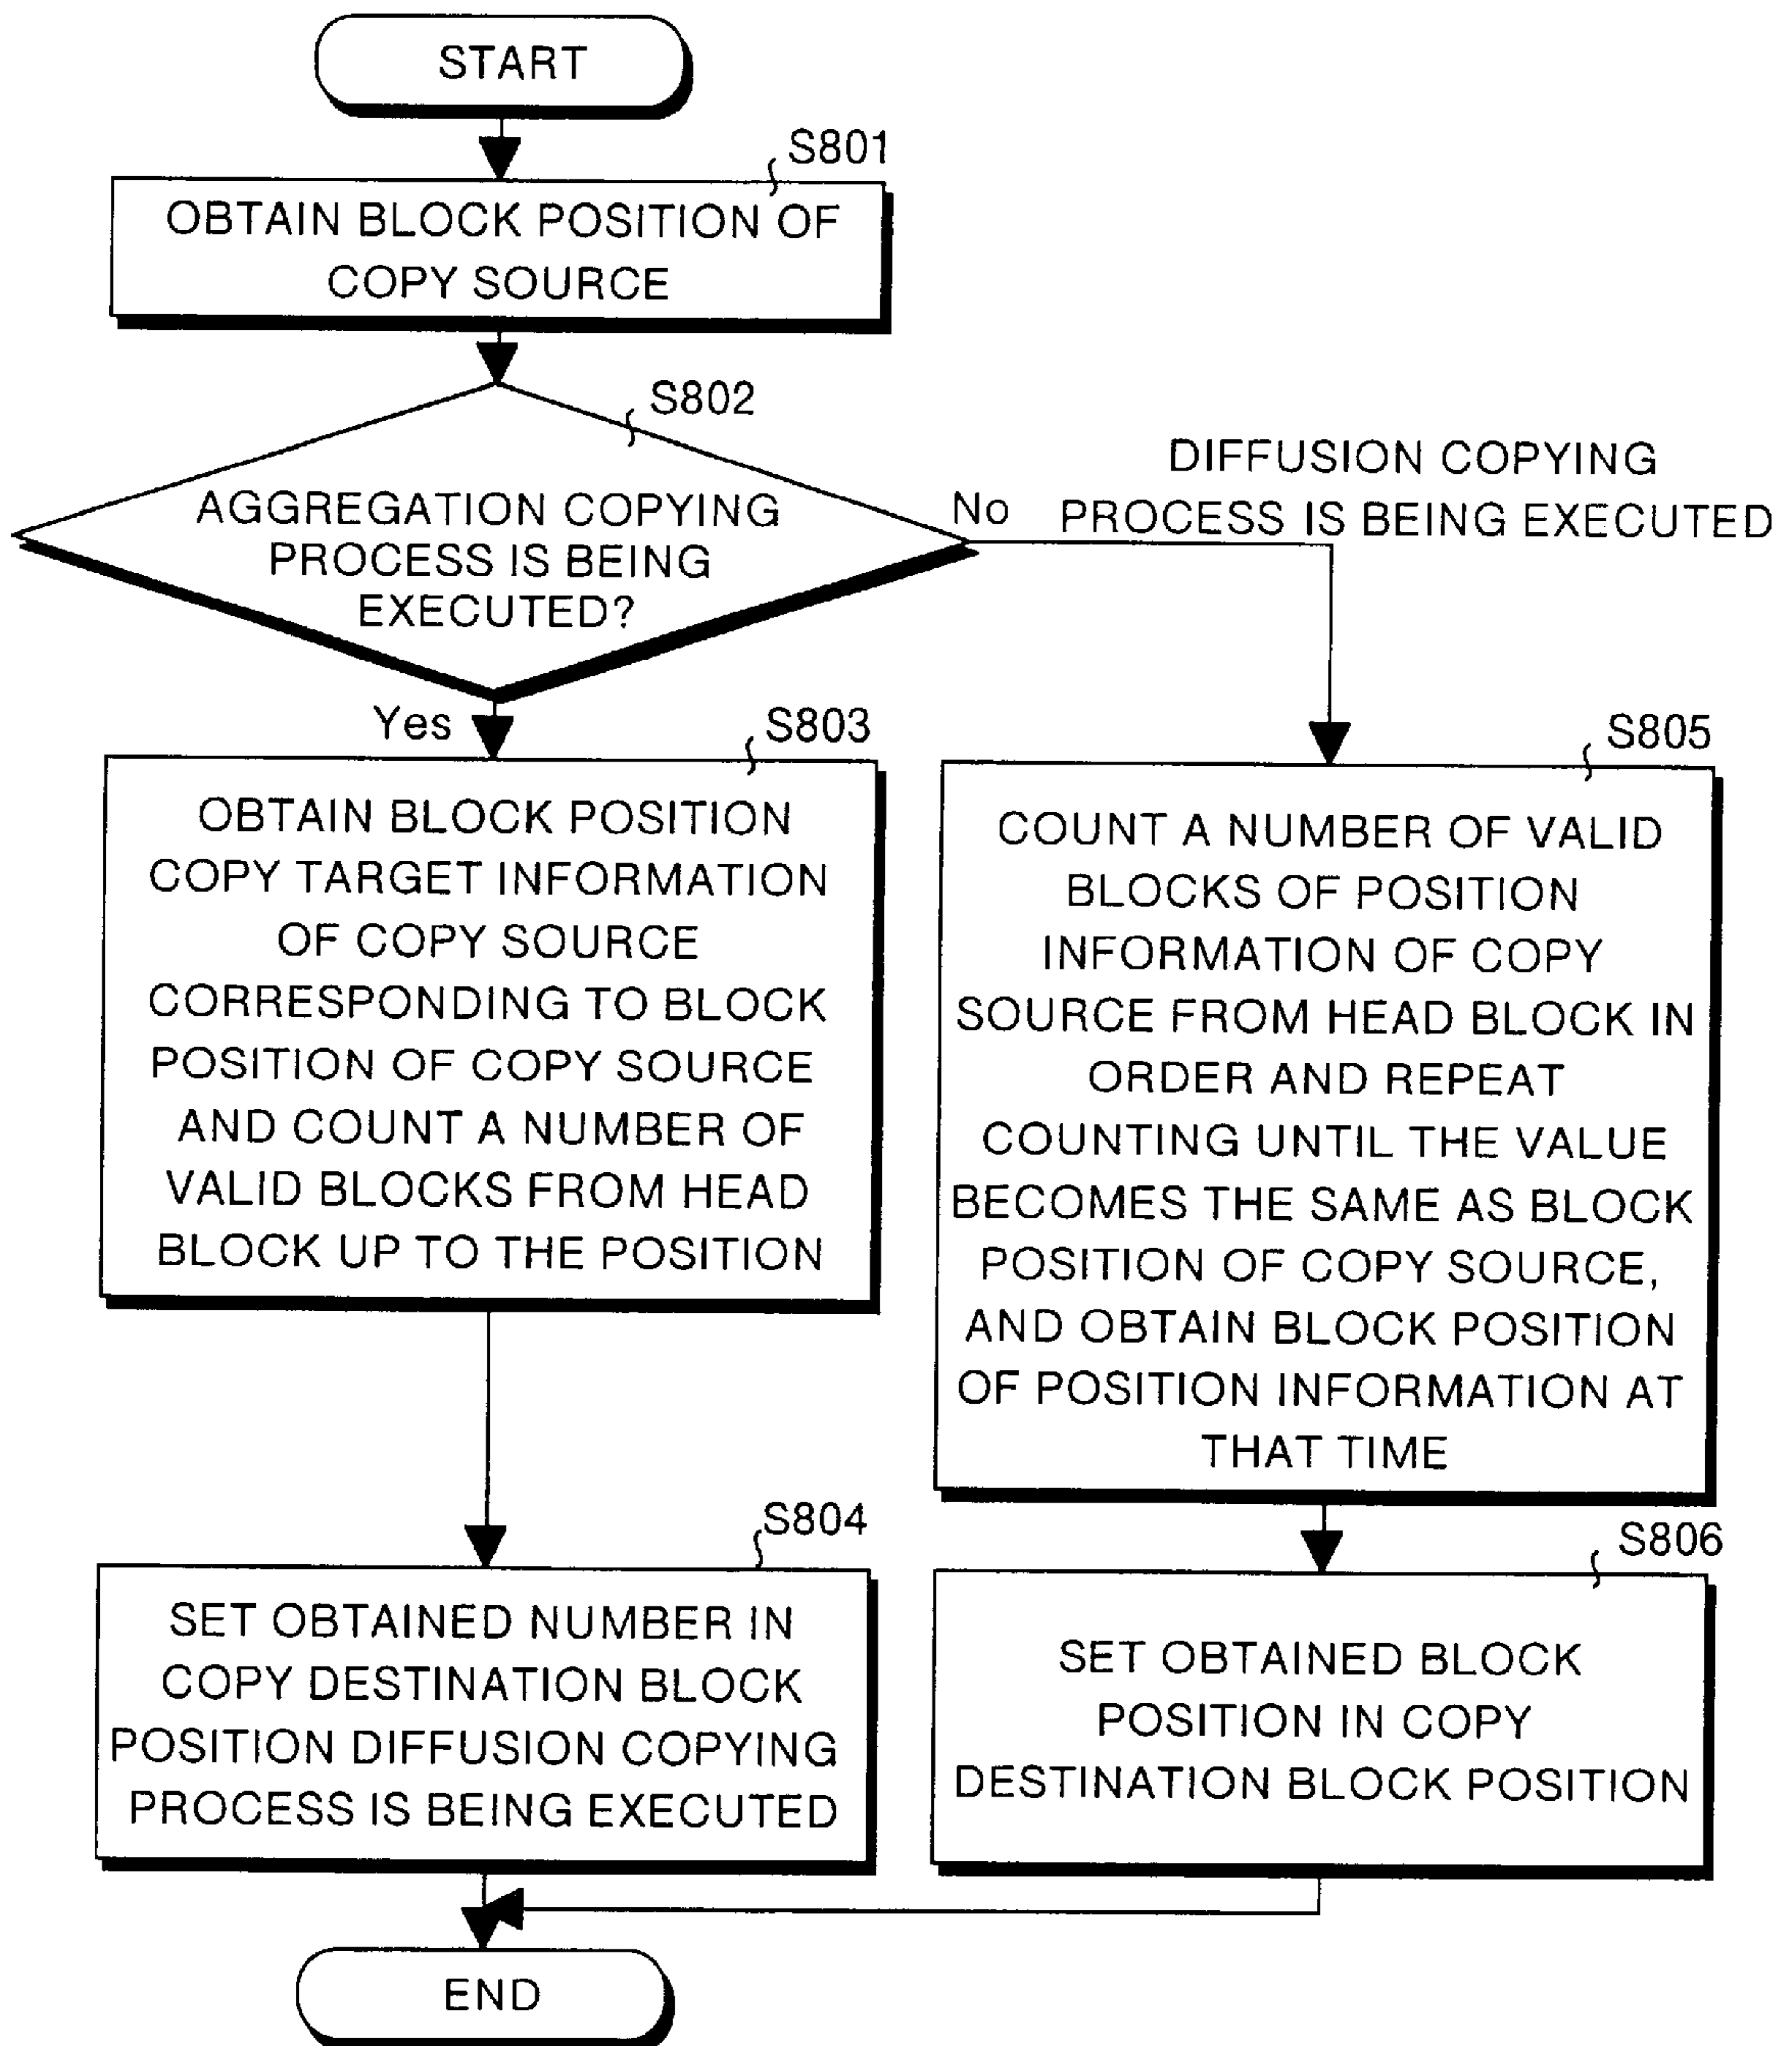 START
S801
OBTAIN BLOCK POSITION OF
COPY SOURCE
S802
AGGREGATION COPYING
PROCESS IS BEING
EXECUTED?
No
DIFFUSION COPYING
PROCESS IS BEING EXECUTED
Yes
S803
OBTAIN BLOCK POSITION
COPY TARGET INFORMATION
OF COPY SOURCE
CORRESPONDING TO BLOCK
POSITION OF COPY SOURCE
AND COUNT A NUMBER OF
VALID BLOCKS FROM HEAD
BLOCK UP TO THE POSITION
S805
COUNT A NUMBER OF VALID
BLOCKS OF POSITION
INFORMATION OF COPY
SOURCE FROM HEAD BLOCK IN
ORDER AND REPEAT
COUNTING UNTIL THE VALUE
BECOMES THE SAME AS BLOCK
POSITION OF COPY SOURCE,
AND OBTAIN BLOCK POSITION
OF POSITION INFORMATION AT
THAT TIME
S804
SET OBTAINED NUMBER IN
COPY DESTINATION BLOCK
POSITION DIFFUSION COPYING
PROCESS IS BEING EXECUTED
S806
SET OBTAINED BLOCK
POSITION IN COPY
DESTINATION BLOCK POSITION
END